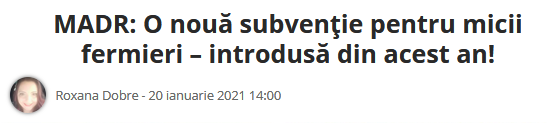 MADR: O nouă subvenţie pentru micii
fermieri – introdusă din acest an!
Roxana Dobre - 20 ianuarie 2021 14:00